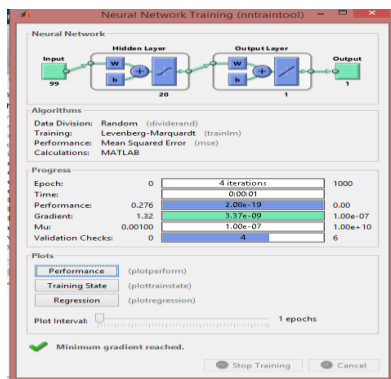 Neural Network Training (nntraintool)
Neural Network
Hidden Layer Output Layer
Input W b W b Output
99 20 1 1
Algorithms
Data Division: Random (dividerand)
Training: Levenberg-Marquardt (trainlm)
Performance: Mean Squared Error (mse)
Calculations: MATLAB
Progress
Epoch: 0 4 iterations 1000
Time: 0:00:01
Performance: 0.276 2.08e-19 0.00
Gradient: 1.32 3.37e-09 1.00e-07
Mu: 0.00100 1.00e-07 1.00e+10
Validation Checks: 0 4 6
Plots
Performance (plotperform)
Training State (plottrainstate)
Regression (plotregression)
Plot Interval: 1 epochs
Minimum gradient reached.
Stop Training Cancel